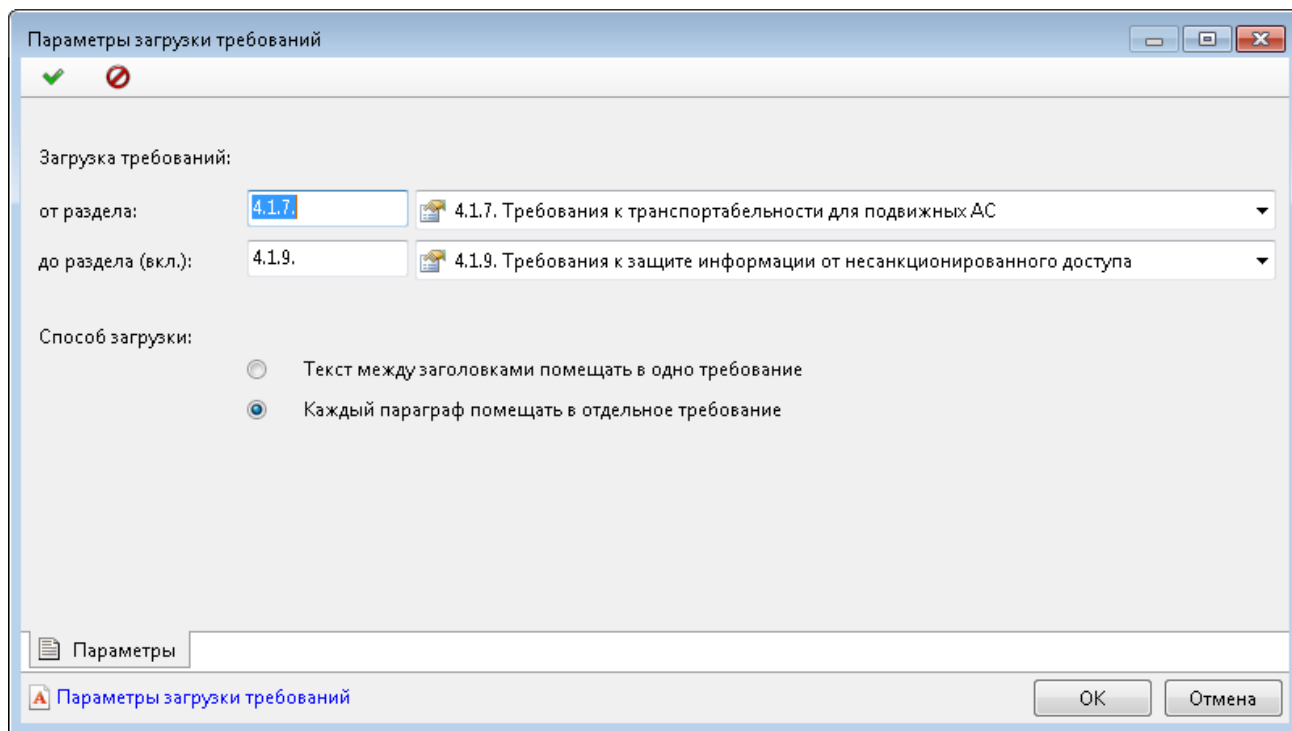 Параметры загрузки требований
Загрузка требований:
от раздела: 4.1.7. 4.1.7. Требования к транспортабельности для подвижных АС
до раздела (вкл.): 4.1.9. 4.1.9. Требования к защите информации от несанкционированного доступа
Способ загрузки:
Текст между заголовками помещать в одно требование
Каждый параграф помещать в отдельное требование
Параметры
A Параметры загрузки требований OK Отмена